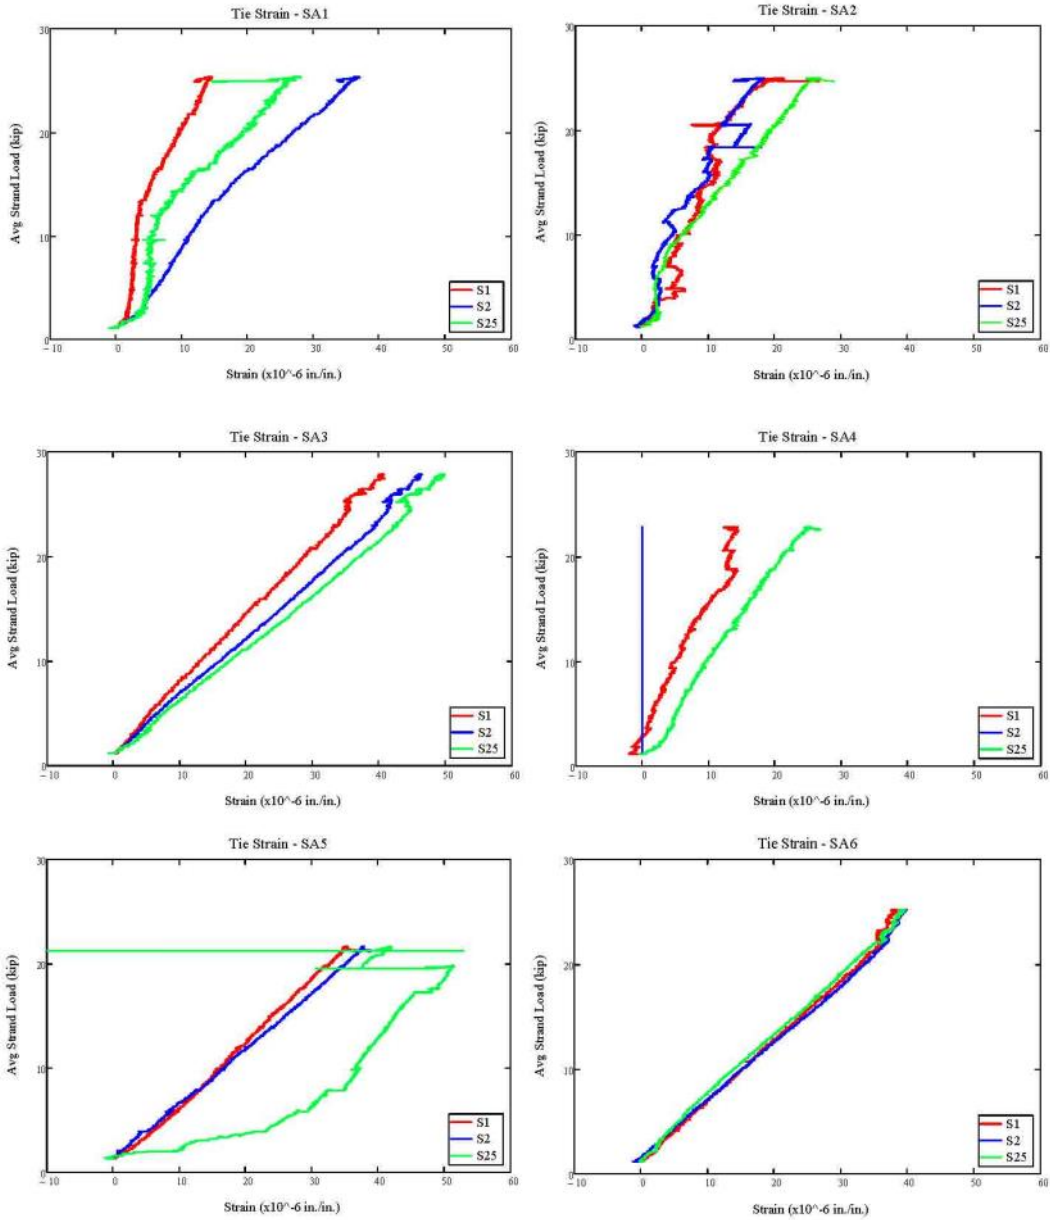 Tie Strain - SA1
Avg Strand Load (kip)
30
20
10
0
−10 0 10 20 30 40 50 60
Strain (x10^-6 in./in.)
S1
S2
S25
Tie Strain - SA2
Avg Strand Load (kip)
30
20
10
0
−10 0 10 20 30 40 50 60
Strain (x10^-6 in./in.)
S1
S2
S25
Tie Strain - SA3
Avg Strand Load (kip)
30
20
10
0
−10 0 10 20 30 40 50 60
Strain (x10^-6 in./in.)
S1
S2
S25
Tie Strain - SA4
Avg Strand Load (kip)
30
20
10
0
−10 0 10 20 30 40 50 60
Strain (x10^-6 in./in.)
S1
S2
S25
Tie Strain - SA5
Avg Strand Load (kip)
30
20
10
0
−10 0 10 20 30 40 50 60
Strain (x10^-6 in./in.)
S1
S2
S25
Tie Strain - SA6
Avg Strand Load (kip)
30
20
10
0
−10 0 10 20 30 40 50 60
Strain (x10^-6 in./in.)
S1
S2
S25